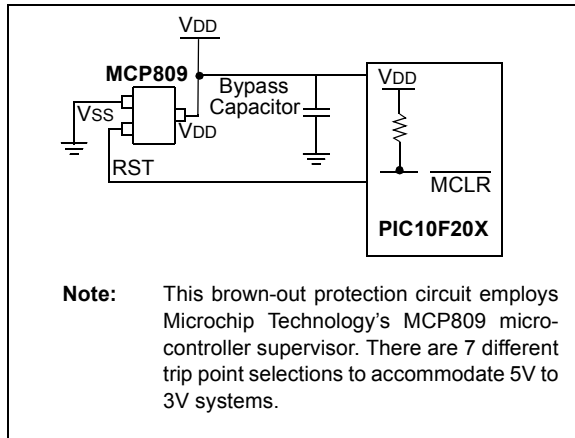 VDD
MCP809
Bypass
Capacitor
VDD
VSS
VDD
RST
MCLR
PIC10F20X
Note: This brown-out protection circuit employs
Microchip Technology's MCP809 micro-
controller supervisor. There are 7 different
trip point selections to accommodate 5V to
3V systems.